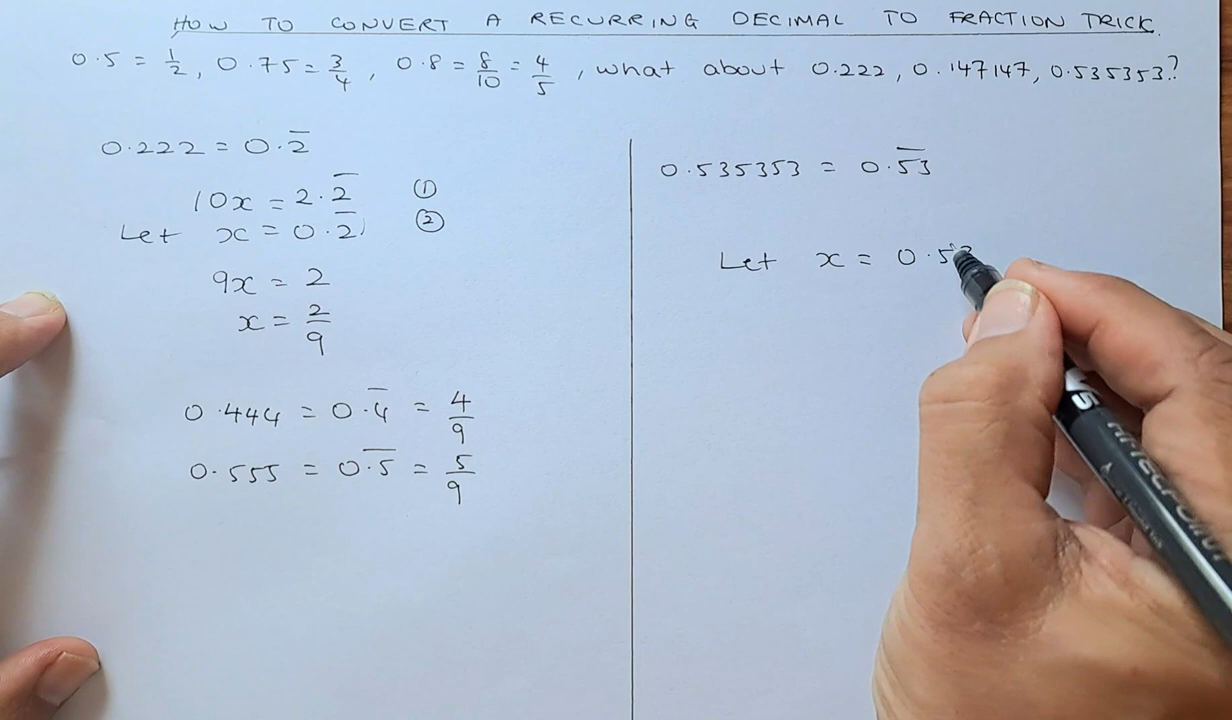 HOW TO CONVERT A RECURRING DECIMAL TO FRACTION TRICK
0.5 = 1/2, 0.75 = 3/4, 0.8 = 8/10 = 4/5, what about 0.222, 0.147147, 0.535353?
0.222 = 0.2̅
10x = 2.2̅ ①
Let x = 0.2̅ ②
9x = 2
x = 2/9
0.444 = 0.4̅ = 4/9
0.555 = 0.5̅ = 5/9
0.535353 = 0.5̅3̅
Let x = 0.53
HI-TECPOINT